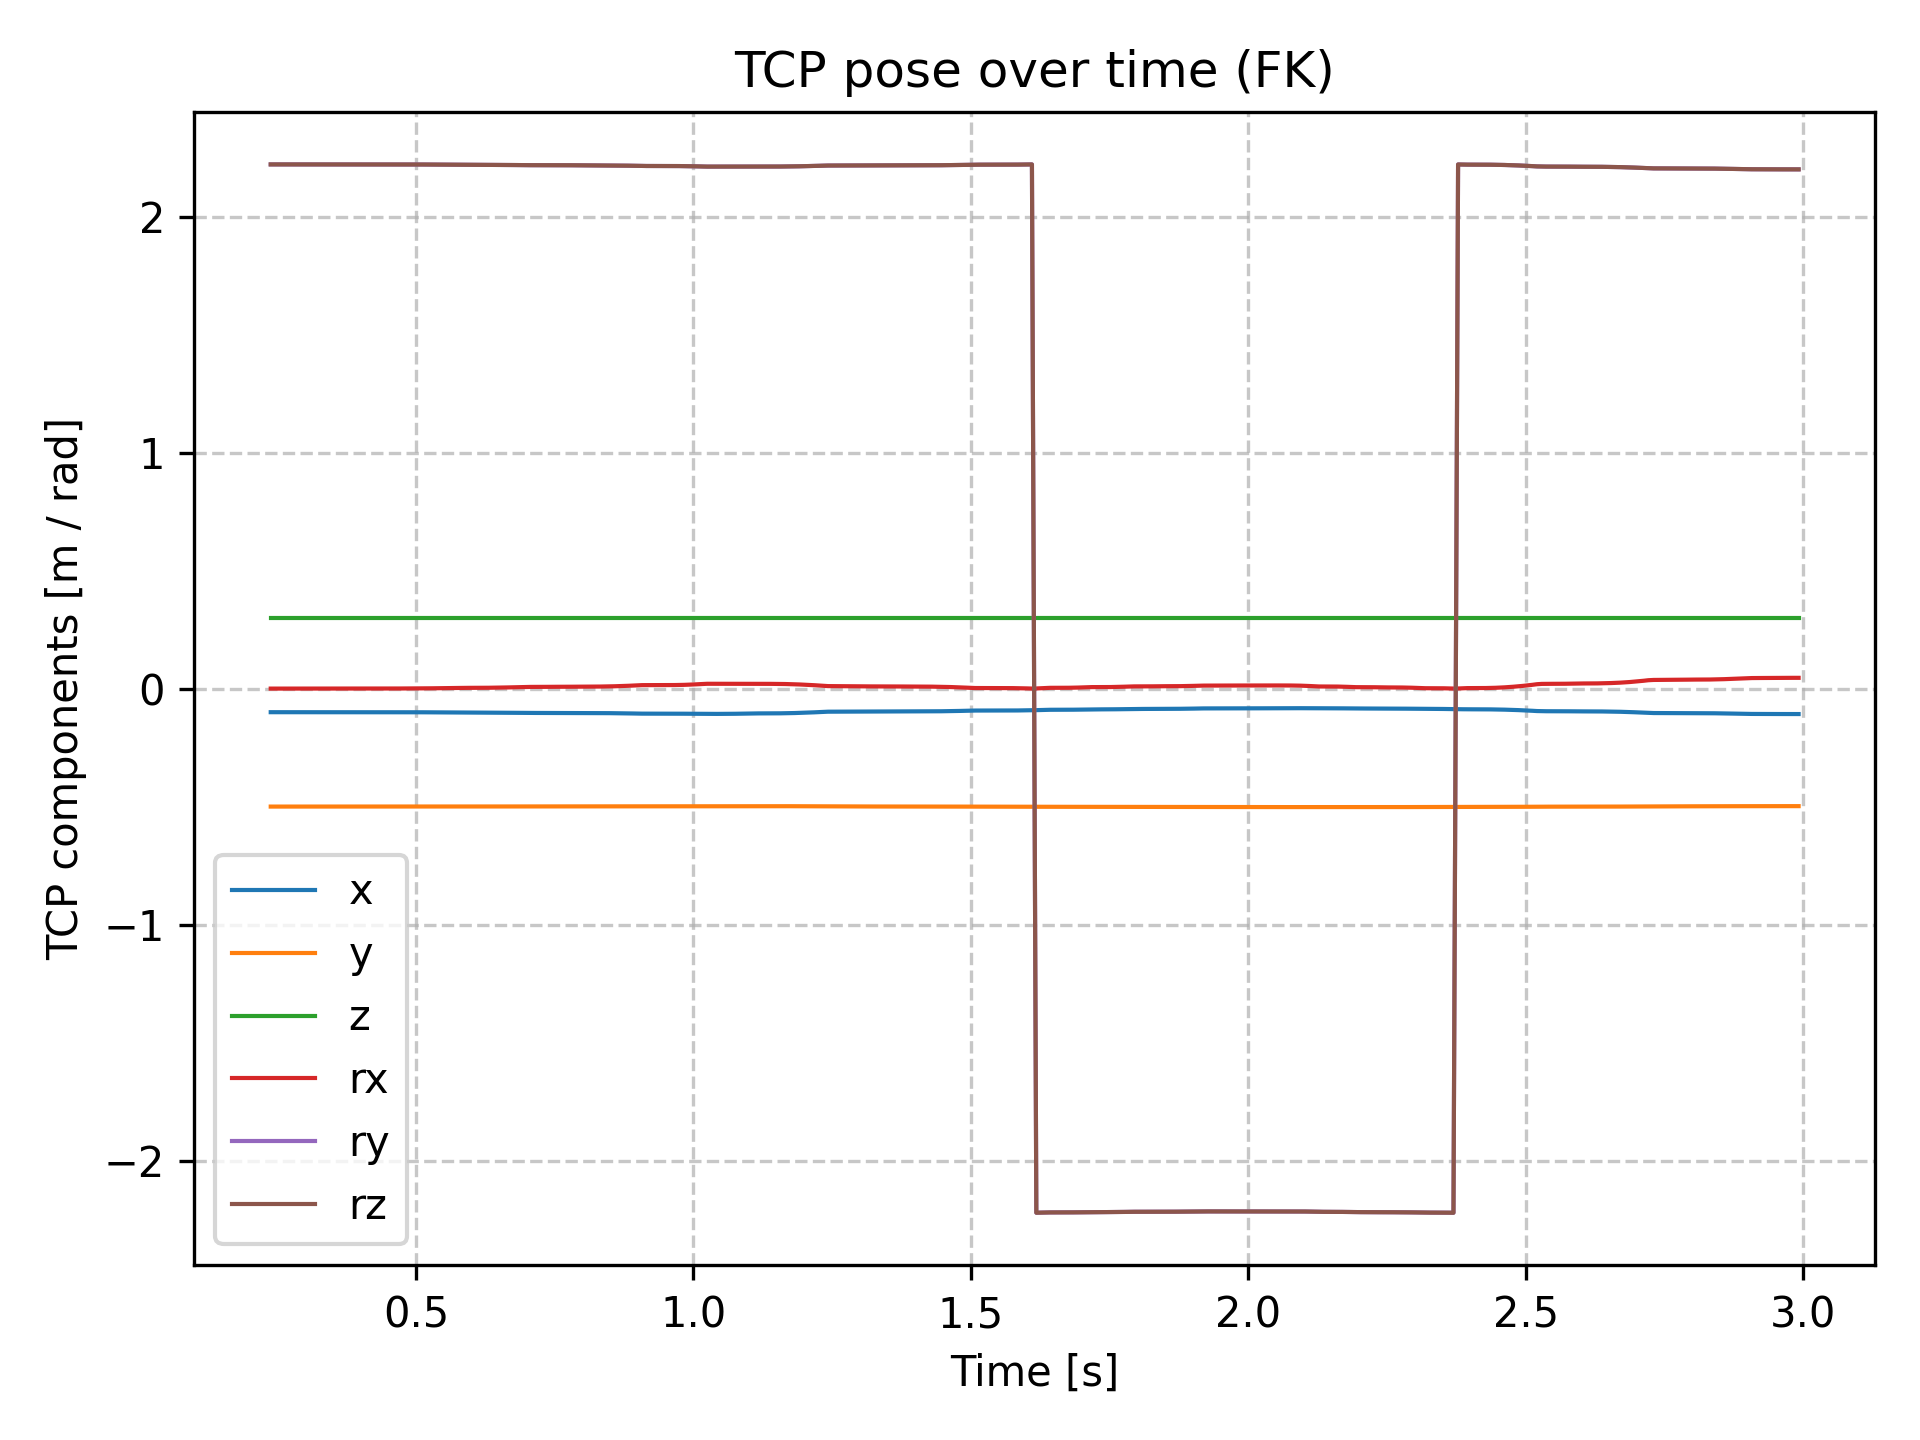 TCP pose over time (FK)
TCP components [m / rad]
2
1
0
−1
−2
x
y
z
rx
ry
rz
0.5 1.0 1.5 2.0 2.5 3.0
Time [s]